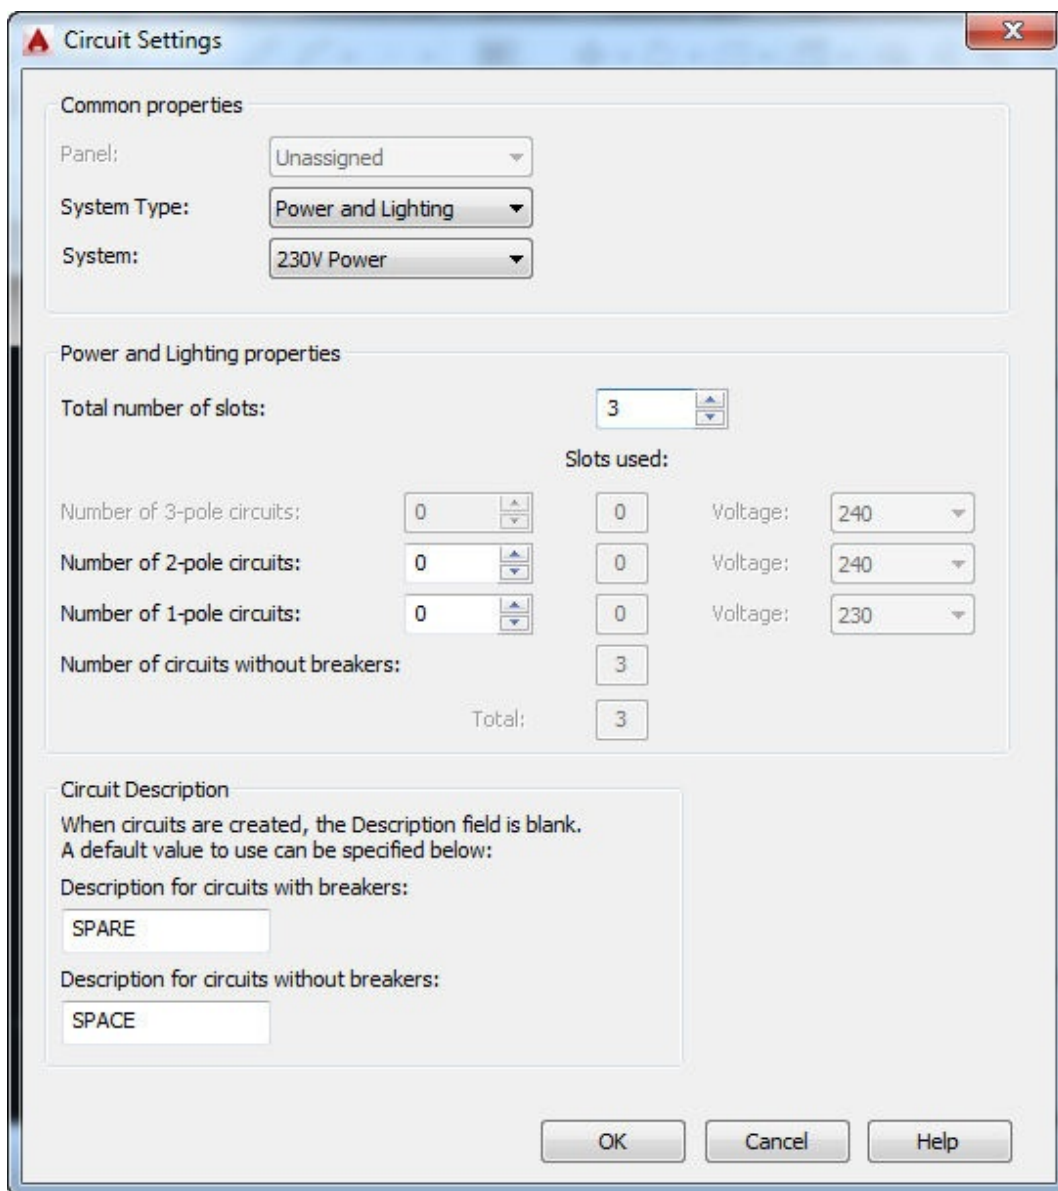 Circuit Settings
Common properties
Panel: Unassigned
System Type: Power and Lighting
System: 230V Power
Power and Lighting properties
Total number of slots: 3
Slots used:
Number of 3-pole circuits: 0 0 Voltage: 240
Number of 2-pole circuits: 0 0 Voltage: 240
Number of 1-pole circuits: 0 0 Voltage: 230
Number of circuits without breakers: 3
Total: 3
Circuit Description
When circuits are created, the Description field is blank.
A default value to use can be specified below:
Description for circuits with breakers:
SPARE
Description for circuits without breakers:
SPACE
OK Cancel Help